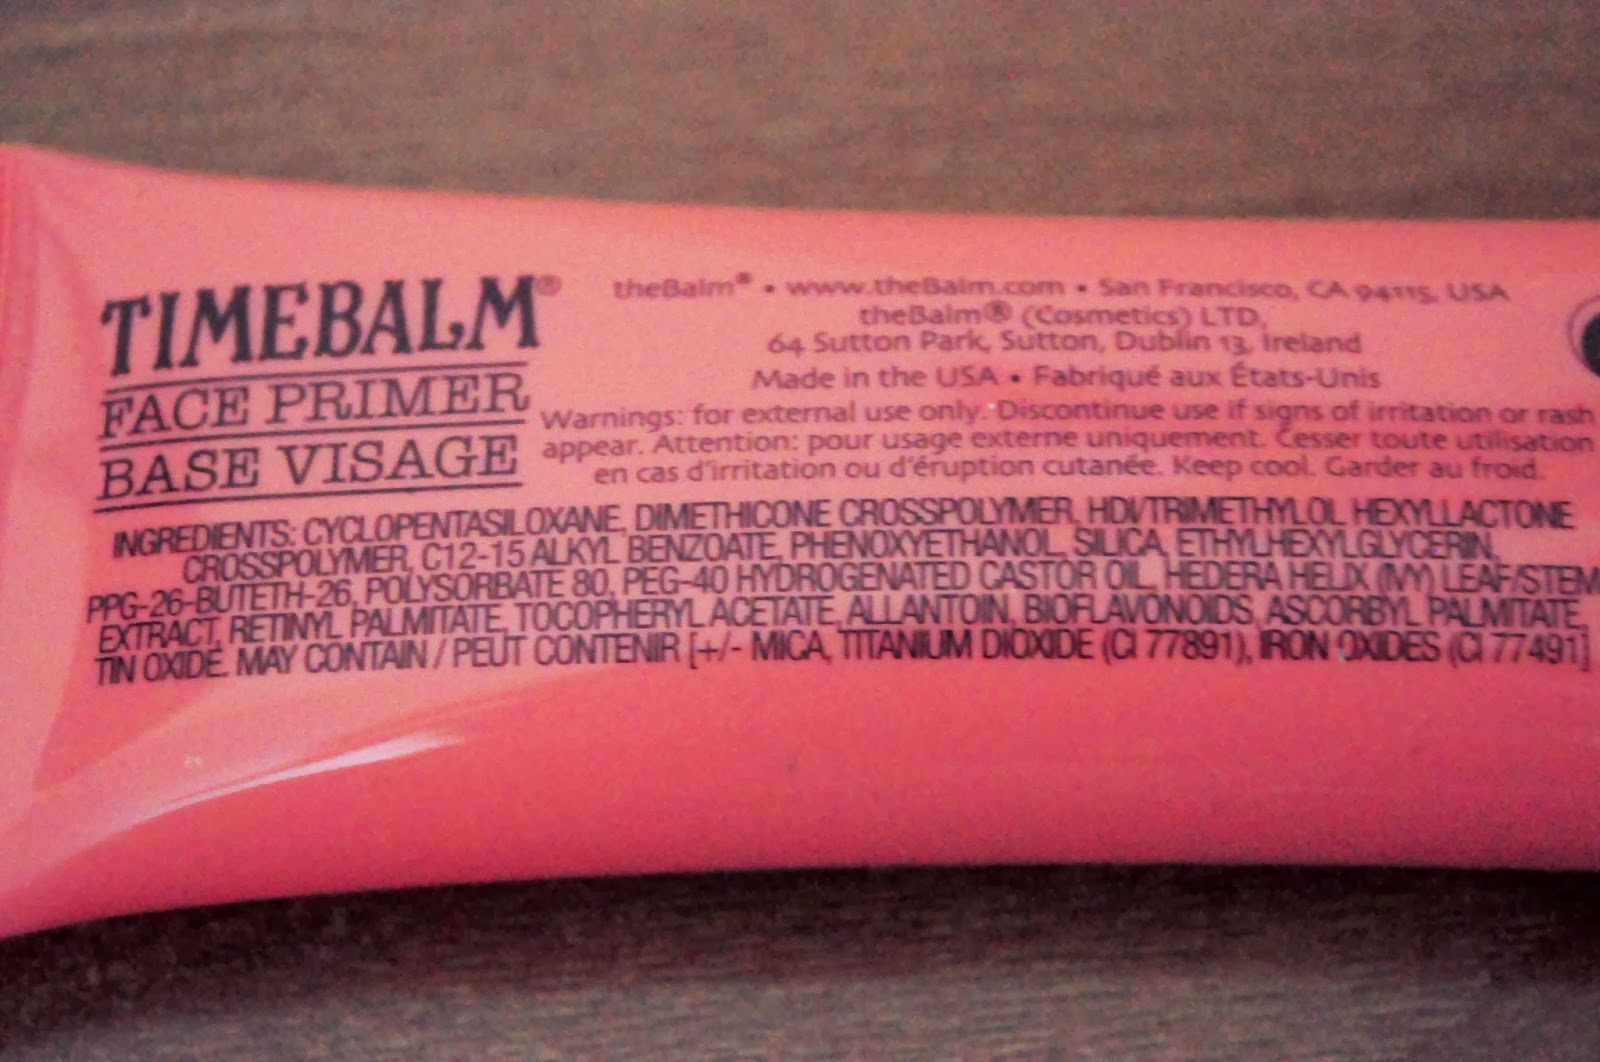 TIMEBALM®
FACE PRIMER
BASE VISAGE
theBalm® • www.theBalm.com • San Francisco, CA 94115, USA
theBalm® (Cosmetics) LTD,
64 Sutton Park, Sutton, Dublin 13, Ireland
Made in the USA • Fabriqué aux États-Unis
Warnings: for external use only. Discontinue use if signs of irritation or rash
appear. Attention: pour usage externe uniquement. Cesser toute utilisation
en cas d'irritation ou d'éruption cutanée. Keep cool. Garder au froid.
INGREDIENTS: CYCLOPENTASILOXANE, DIMETHICONE CROSSPOLYMER, HDI/TRIMETHYLOL HEXYLLACTONE
CROSSPOLYMER, C12-15 ALKYL BENZOATE, PHENOXYETHANOL, SILICA, ETHYLHEXYLGLYCERIN,
PPG-26-BUTETH-26, POLYSORBATE 80, PEG-40 HYDROGENATED CASTOR OIL, HEDERA HELIX (IVY) LEAF/STEM
EXTRACT, RETINYL PALMITATE, TOCOPHERYL ACETATE, ALLANTOIN, BIOFLAVONOIDS, ASCORBYL PALMITATE,
TIN OXIDE. MAY CONTAIN / PEUT CONTENIR [+/- MICA, TITANIUM DIOXIDE (CI 77891), IRON OXIDES (CI 77491]